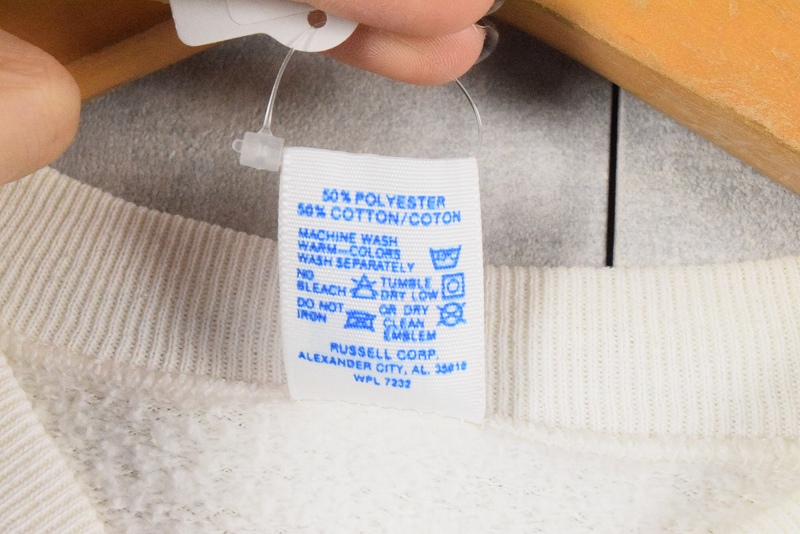 50% POLYESTER
50% COTTON/COTON
MACHINE WASH
WARM—COLORS
WASH SEPARATELY
NO
BLEACH
TUMBLE
DRY LOW
DO NOT
IRON
OR DRY
CLEAN
EMBLEM
RUSSELL CORP.
ALEXANDER CITY, AL. 35010
WPL 7232